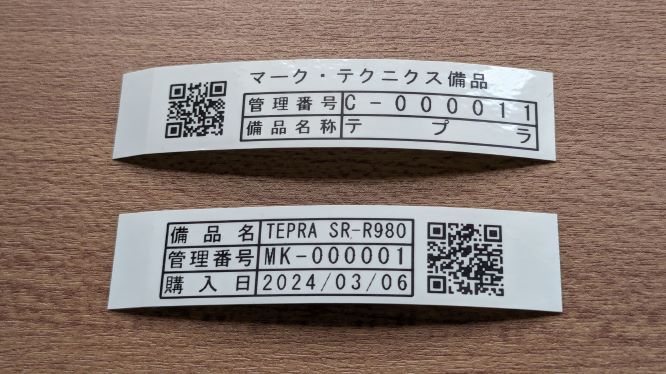 マーク・テクニクス備品
管理番号 C-000011
備品名称 テプラ
備品名 TEPRA SR-R980
管理番号 MK-000001
購入日 2024/03/06